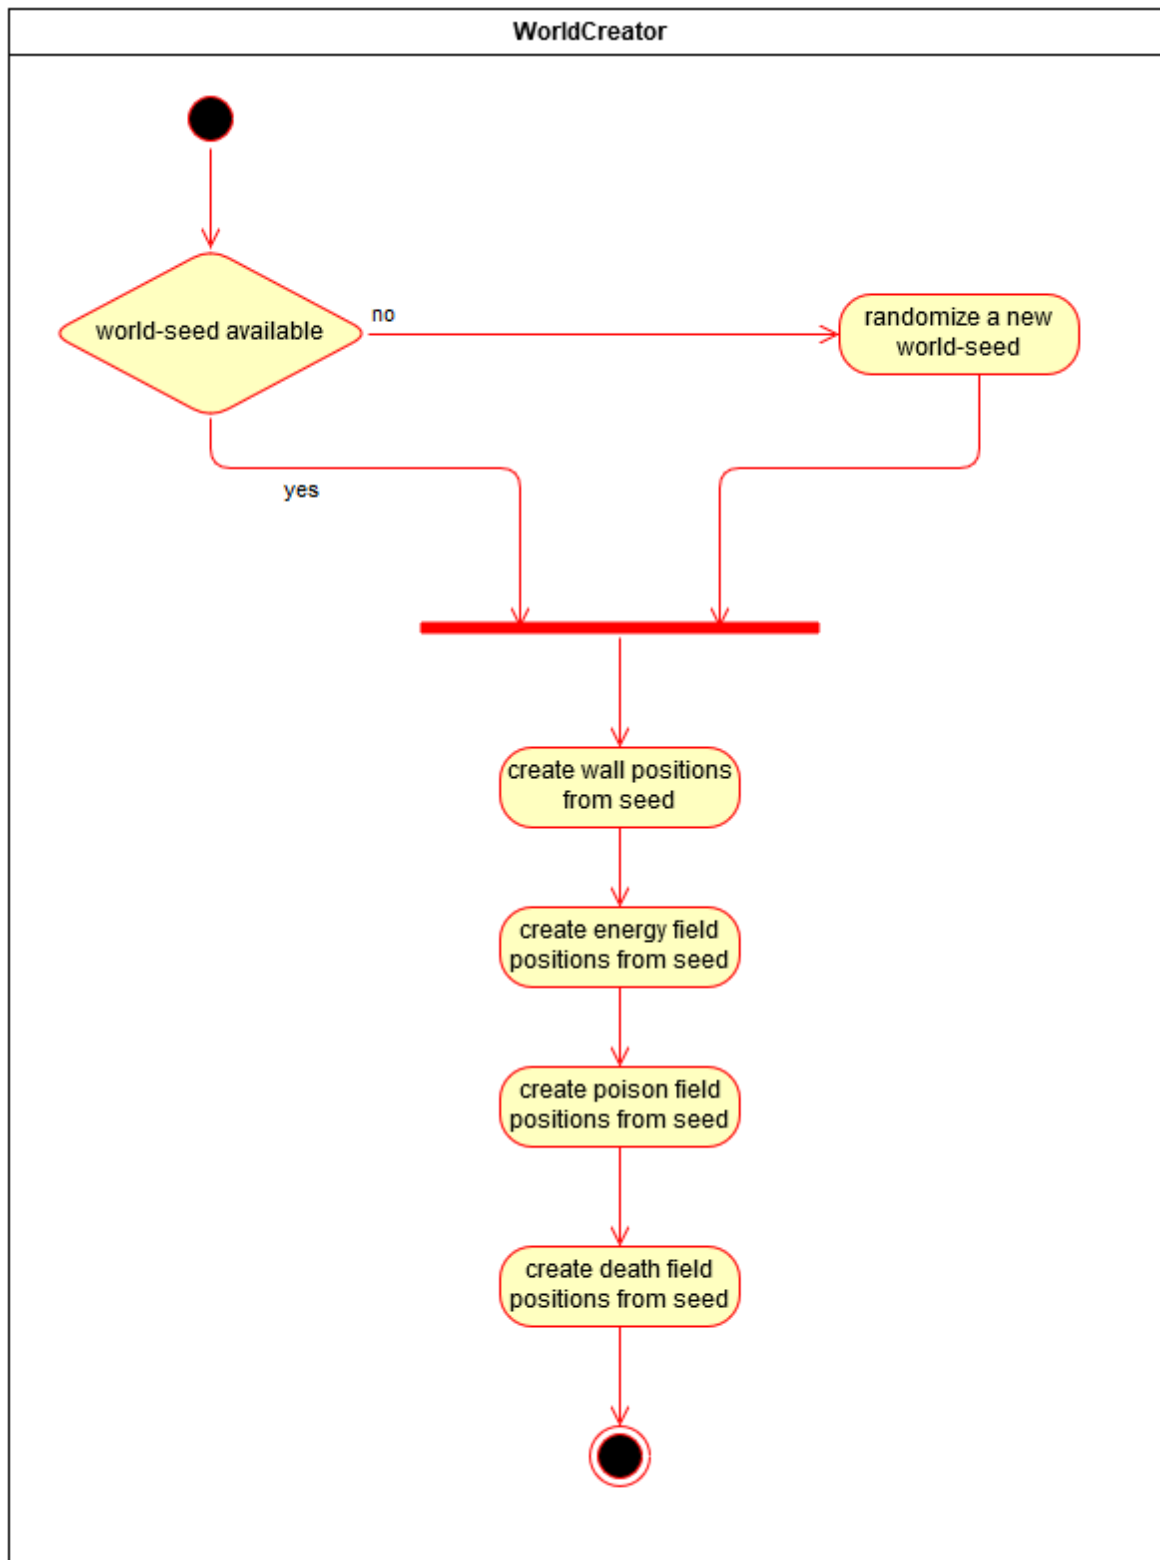 WorldCreator
world-seed available
no
randomize a new
world-seed
yes
create wall positions
from seed
create energy field
positions from seed
create poison field
positions from seed
create death field
positions from seed